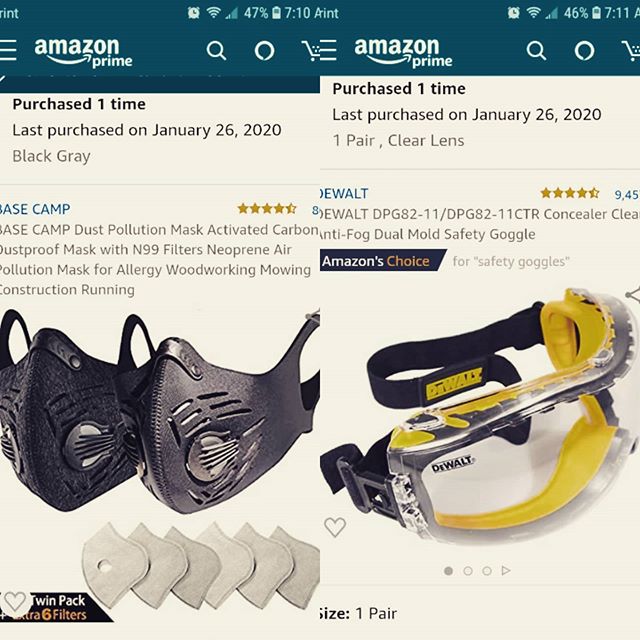 int
47% 7:10 A
amazon
prime
Purchased 1 time
Last purchased on January 26, 2020
Black Gray
BASE CAMP
8
BASE CAMP Dust Pollution Mask Activated Carbon
Dustproof Mask with N99 Filters Neoprene Air
Pollution Mask for Allergy Woodworking Mowing
Construction Running
Twin Pack
+ Extra 6 Filters
rint
46% 7:11 A
amazon
prime
Purchased 1 time
Last purchased on January 26, 2020
1 Pair , Clear Lens
DEWALT
9,45
DEWALT DPG82-11/DPG82-11CTR Concealer Clea
Anti-Fog Dual Mold Safety Goggle
Amazon's Choice for "safety goggles"
DEWALT
DEWALT
Size: 1 Pair